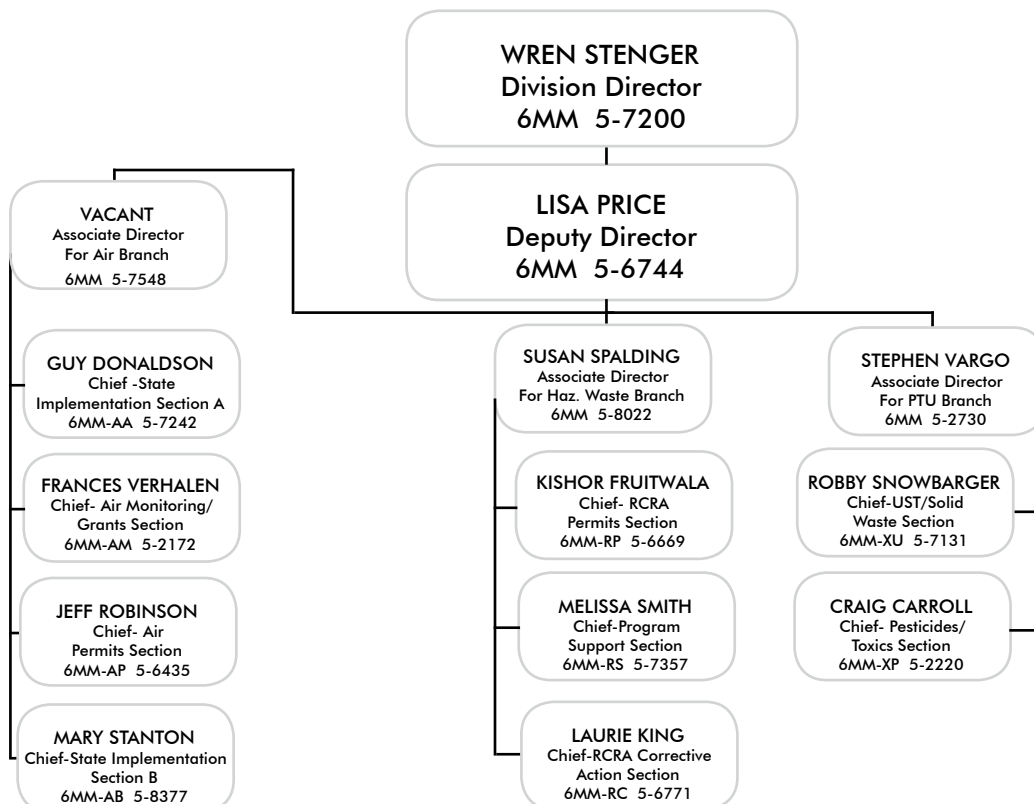 WREN STENGER
Division Director
6MM 5-7200
LISA PRICE
Deputy Director
6MM 5-6744
VACANT
Associate Director
For Air Branch
6MM 5-7548
GUY DONALDSON
Chief -State
Implementation Section A
6MM-AA 5-7242
FRANCES VERHALEN
Chief- Air Monitoring/
Grants Section
6MM-AM 5-2172
JEFF ROBINSON
Chief- Air
Permits Section
6MM-AP 5-6435
MARY STANTON
Chief-State Implementation
Section B
6MM-AB 5-8377
SUSAN SPALDING
Associate Director
For Haz. Waste Branch
6MM 5-8022
KISHOR FRUITWALA
Chief- RCRA
Permits Section
6MM-RP 5-6669
MELISSA SMITH
Chief-Program
Support Section
6MM-RS 5-7357
LAURIE KING
Chief-RCRA Corrective
Action Section
6MM-RC 5-6771
STEPHEN VARGO
Associate Director
For PTU Branch
6MM 5-2730
ROBBY SNOWBARGER
Chief-UST/Solid
Waste Section
6MM-XU 5-7131
CRAIG CARROLL
Chief- Pesticides/
Toxics Section
6MM-XP 5-2220